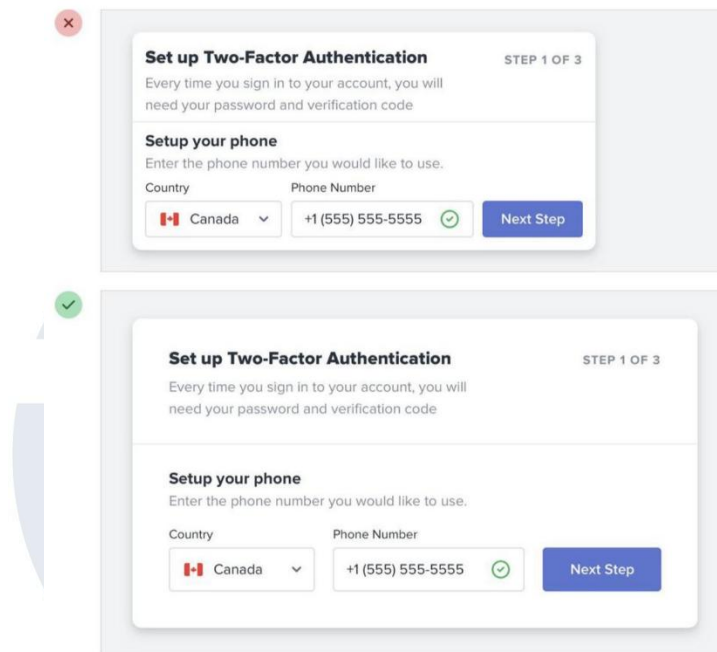 Set up Two-Factor Authentication
STEP 1 OF 3
Every time you sign in to your account, you will
need your password and verification code
Setup your phone
Enter the phone number you would like to use.
Country
Phone Number
Canada
+1 (555) 555-5555
Next Step
Set up Two-Factor Authentication
STEP 1 OF 3
Every time you sign in to your account, you will
need your password and verification code
Setup your phone
Enter the phone number you would like to use.
Country
Phone Number
Canada
+1 (555) 555-5555
Next Step